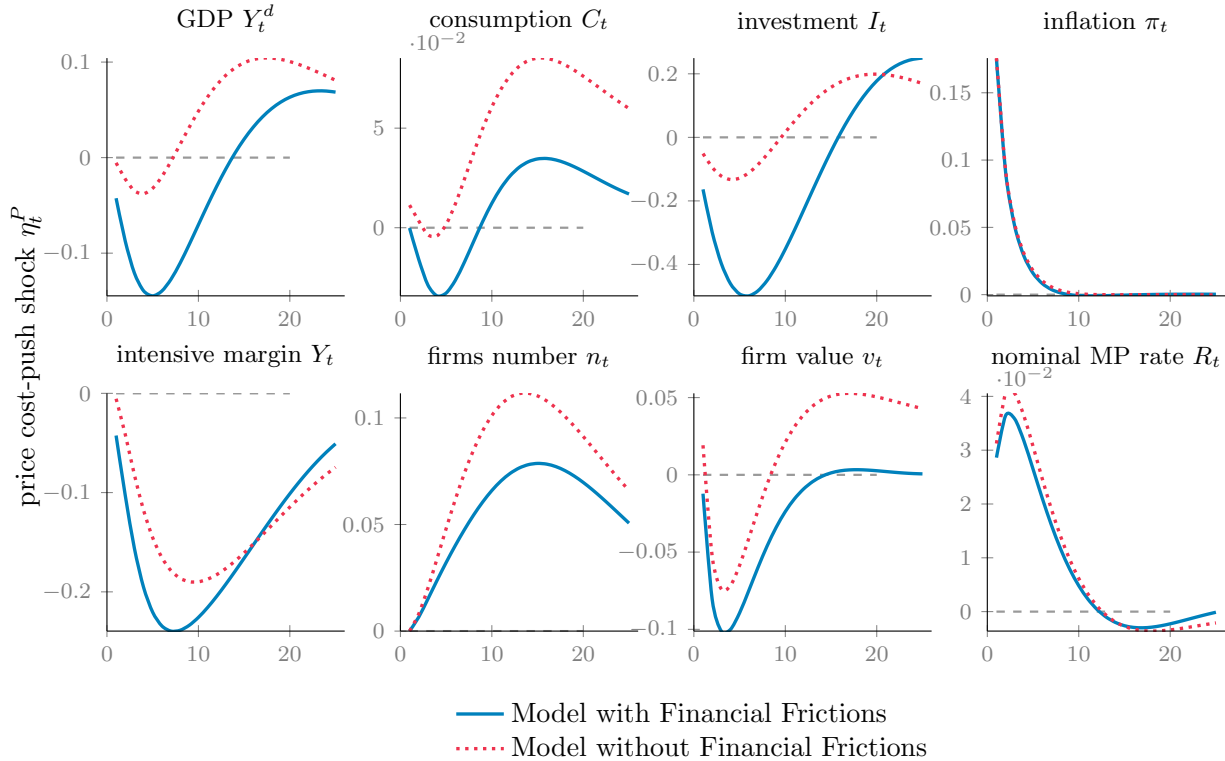 GDP Y_t^d
0.1
0
−0.1
0 10 20
consumption C_t
·10^−2
5
0
0 10 20
investment I_t
0.2
0
−0.2
−0.4
0 10 20
inflation π_t
0.15
0.1
0.05
0
0 10 20
price cost-push shock η_t^P
intensive margin Y_t
0
−0.1
−0.2
0 10 20
firms number n_t
0.1
0.05
0
0 10 20
firm value v_t
0.05
0
−0.05
−0.1
0 10 20
nominal MP rate R_t
·10^−2
4
3
2
1
0
0 10 20
Model with Financial Frictions
Model without Financial Frictions